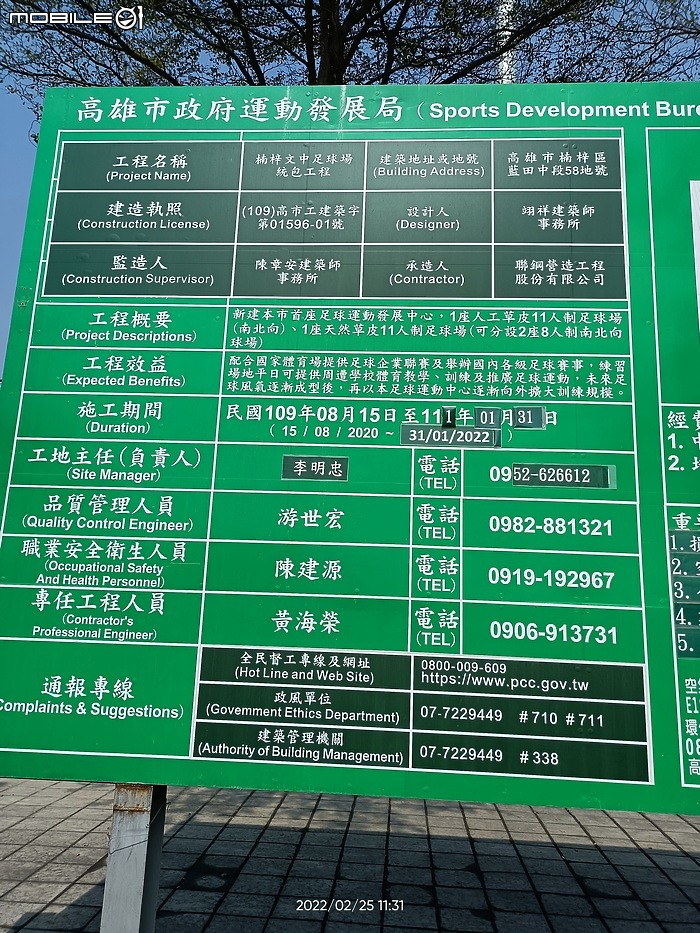 MOBILE01
高雄市政府運動發展局 (Sports Development Bur
工程名稱
(Project Name)
楠梓文中足球場
統包工程
建築地址或地號
(Building Address)
高雄市楠梓區
藍田中段58地號
建造執照
(Construction License)
(109)高市工建築字
第01596-01號
設計人
(Designer)
翊祥建築師
事務所
監造人
(Construction Supervisor)
陳章安建築師
事務所
承造人
(Contractor)
聯鋼營造工程
股份有限公司
工程概要
(Project Descriptions)
新建本市首座足球運動發展中心，1座人工草皮11人制足球場
(南北向)、1座天然草皮11人制足球場(可分設2座8人制南北向
球場)
工程效益
(Expected Benefits)
配合國家體育場提供足球企業聯賽及舉辦國內各級足球賽事，練習
場地平日可提供周遭學校體育教學、訓練及推廣足球運動，未來足
球風氣逐漸成型後，再以本足球運動中心逐漸向外擴大訓練規模。
施工期間
(Duration)
民國109年08月15日 至111年01月31日
( 15 / 08 / 2020 ~ 31/01/2022 )
工地主任(負責人)
(Site Manager)
李明忠
電話
(TEL)
0952-626612
品質管理人員
(Quality Control Engineer)
游世宏
電話
(TEL)
0982-881321
職業安全衛生人員
(Occupational Safety
And Health Personnel)
陳建源
電話
(TEL)
0919-192967
專任工程人員
(Contractor's
Professional Engineer)
黃海榮
電話
(TEL)
0906-913731
通報專線
Complaints & Suggestions)
全民督工專線及網址
(Hot Line and Web Site)
0800-009-609
https://www.pcc.gov.tw
政風單位
(Government Ethics Department)
07-7229449 #710 #711
建築管理機關
(Authority of Building Management)
07-7229449 #338
經費
1.
2.
重
1.
2.
3.
4.
5.
空
E1
環
08
高
2022/02/25 11:31